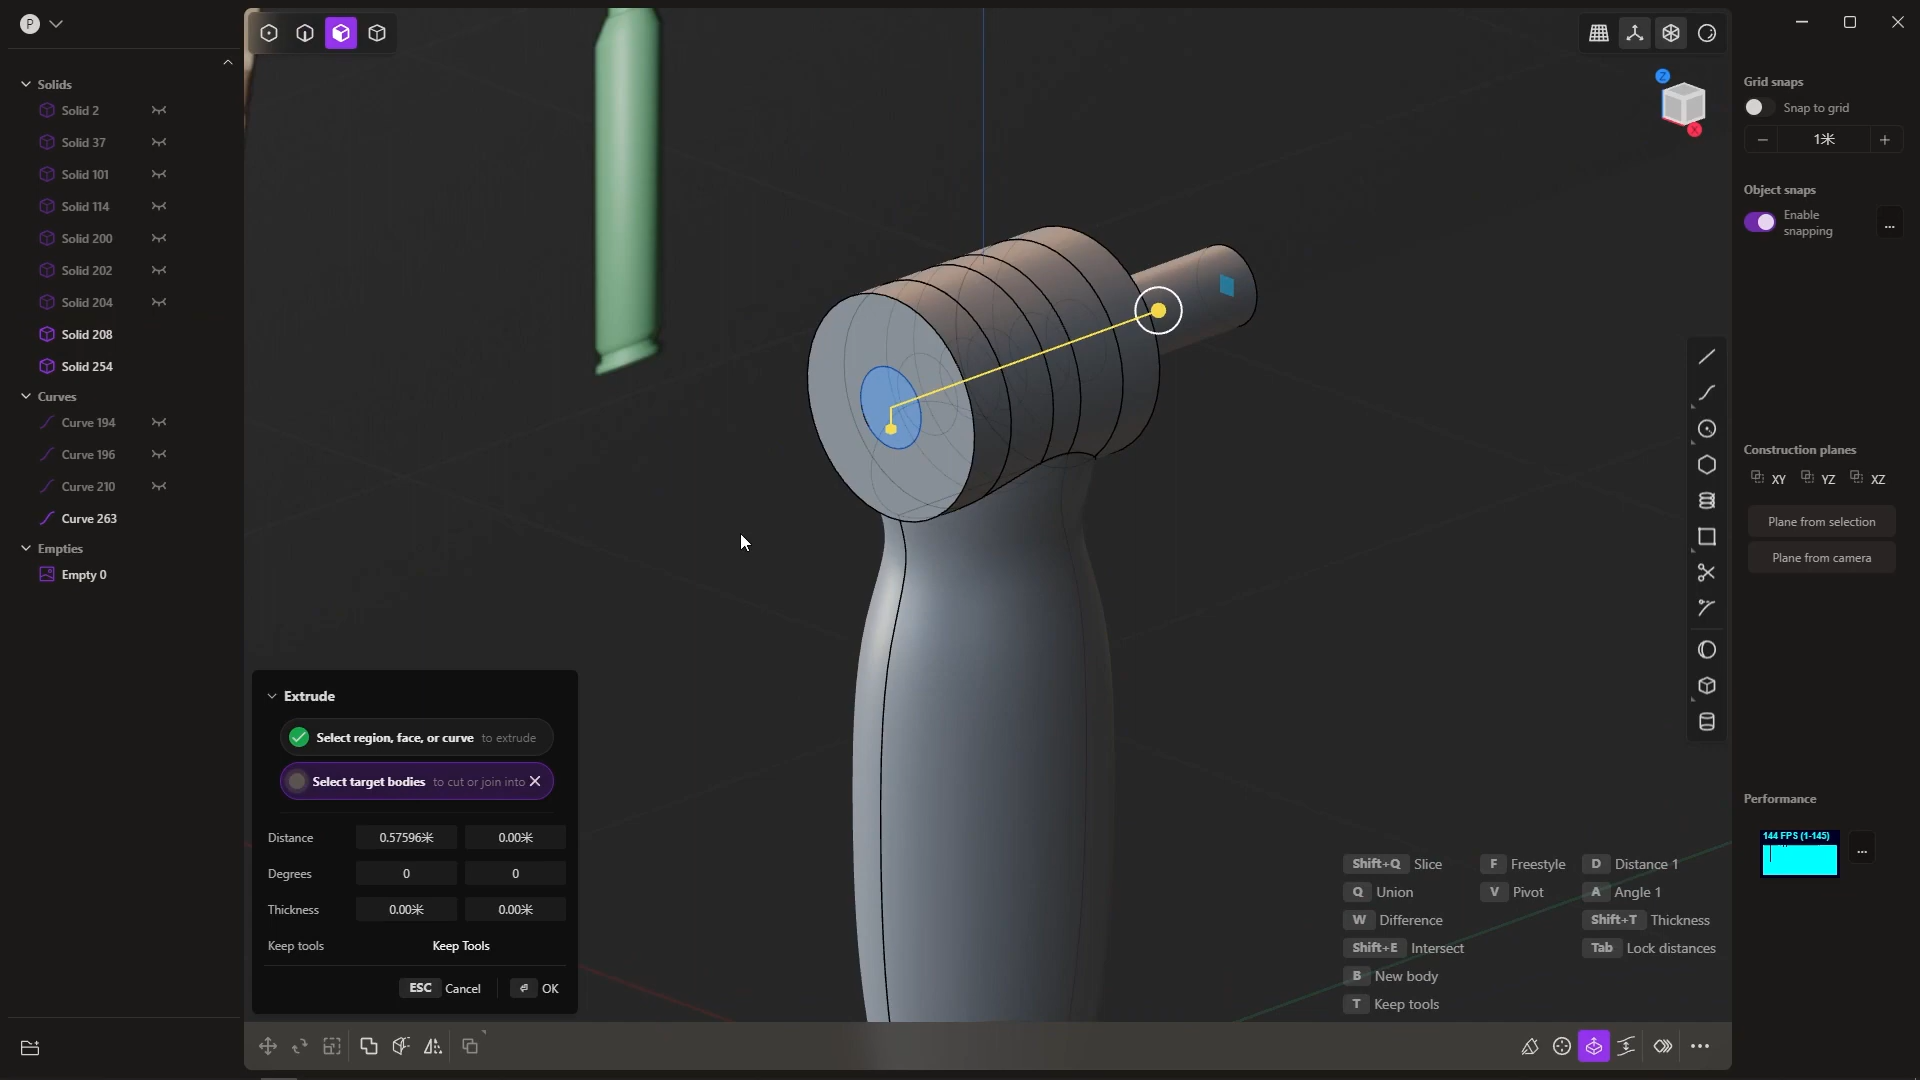 P
Solids
Solid 2
Solid 37
Solid 101
Solid 114
Solid 200
Solid 202
Solid 204
Solid 208
Solid 254
Curves
Curve 194
Curve 196
Curve 210
Curve 263
Empties
Empty 0
Z
X
Grid snaps
Snap to grid
1米
Object snaps
Enable
snapping
...
Construction planes
XY YZ XZ
Plane from selection
Plane from camera
Performance
144 FPS (1-145)
...
Extrude
Select region, face, or curve to extrude
Select target bodies to cut or join into
Distance 0.57596米 0.00米
Degrees 0 0
Thickness 0.00米 0.00米
Keep tools Keep Tools
ESC Cancel OK
Shift+Q Slice F Freestyle D Distance 1
Q Union V Pivot A Angle 1
W Difference Shift+T Thickness
Shift+E Intersect Tab Lock distances
B New body
T Keep tools